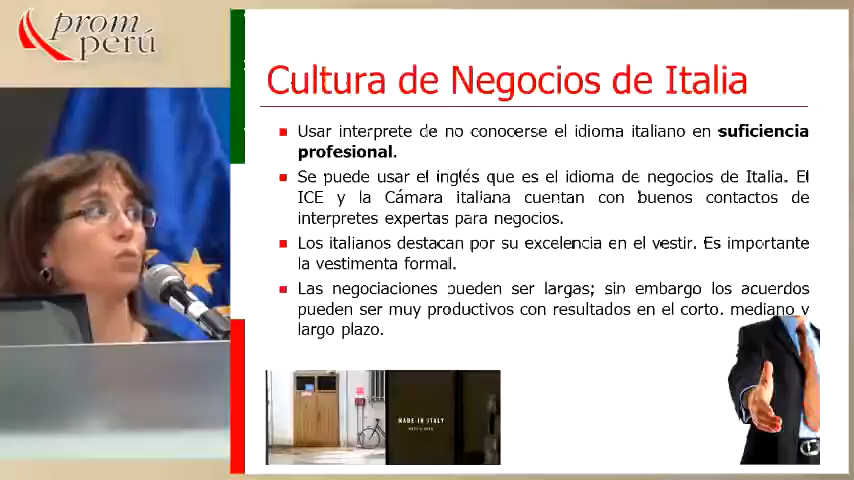 prom
perú
Cultura de Negocios de Italia
Usar interprete de no conocerse el idioma italiano en suficiencia
profesional.
Se puede usar el inglés que es el idioma de negocios de Italia. El
ICE y la Cámara italiana cuentan con buenos contactos de
interpretes expertas para negocios.
Los italianos destacan por su excelencia en el vestir. Es importante
la vestimenta formal.
Las negociaciones pueden ser largas; sin embargo los acuerdos
pueden ser muy productivos con resultados en el corto. mediano y
largo plazo.
MADE IN ITALY